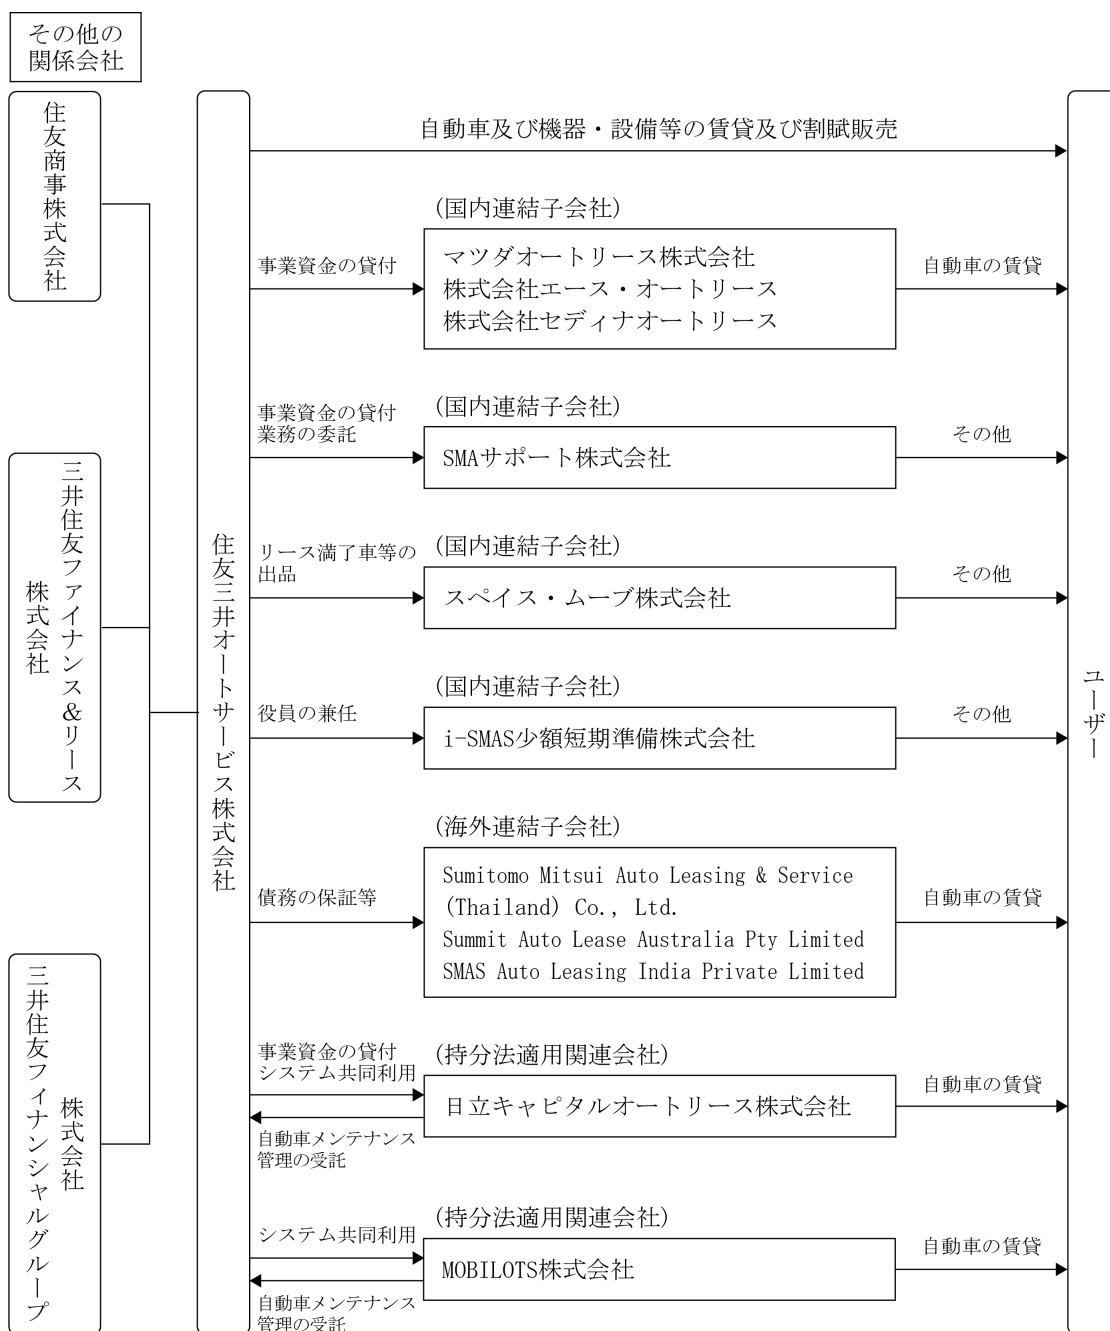 その他の
関係会社
住友商事株式会社
三井住友ファイナンス&リース
株式会社
株式会社
三井住友フィナンシャルグループ
住友三井オートサービス株式会社
自動車及び機器・設備等の賃貸及び割賦販売
(国内連結子会社)
事業資金の貸付
マツダオートリース株式会社
株式会社エース・オートリース
株式会社セディナオートリース
自動車の賃貸
(国内連結子会社)
事業資金の貸付
業務の委託
SMAサポート株式会社
その他
(国内連結子会社)
リース満了車等の
出品
スペイス・ムーブ株式会社
その他
(国内連結子会社)
役員の兼任
i-SMAS少額短期準備株式会社
その他
(海外連結子会社)
債務の保証等
Sumitomo Mitsui Auto Leasing & Service
(Thailand) Co., Ltd.
Summit Auto Lease Australia Pty Limited
SMAS Auto Leasing India Private Limited
自動車の賃貸
(持分法適用関連会社)
事業資金の貸付
システム共同利用
日立キャピタルオートリース株式会社
自動車の賃貸
自動車メンテナンス
管理の受託
(持分法適用関連会社)
システム共同利用
MOBILOTS株式会社
自動車の賃貸
自動車メンテナンス
管理の受託
ユーザー